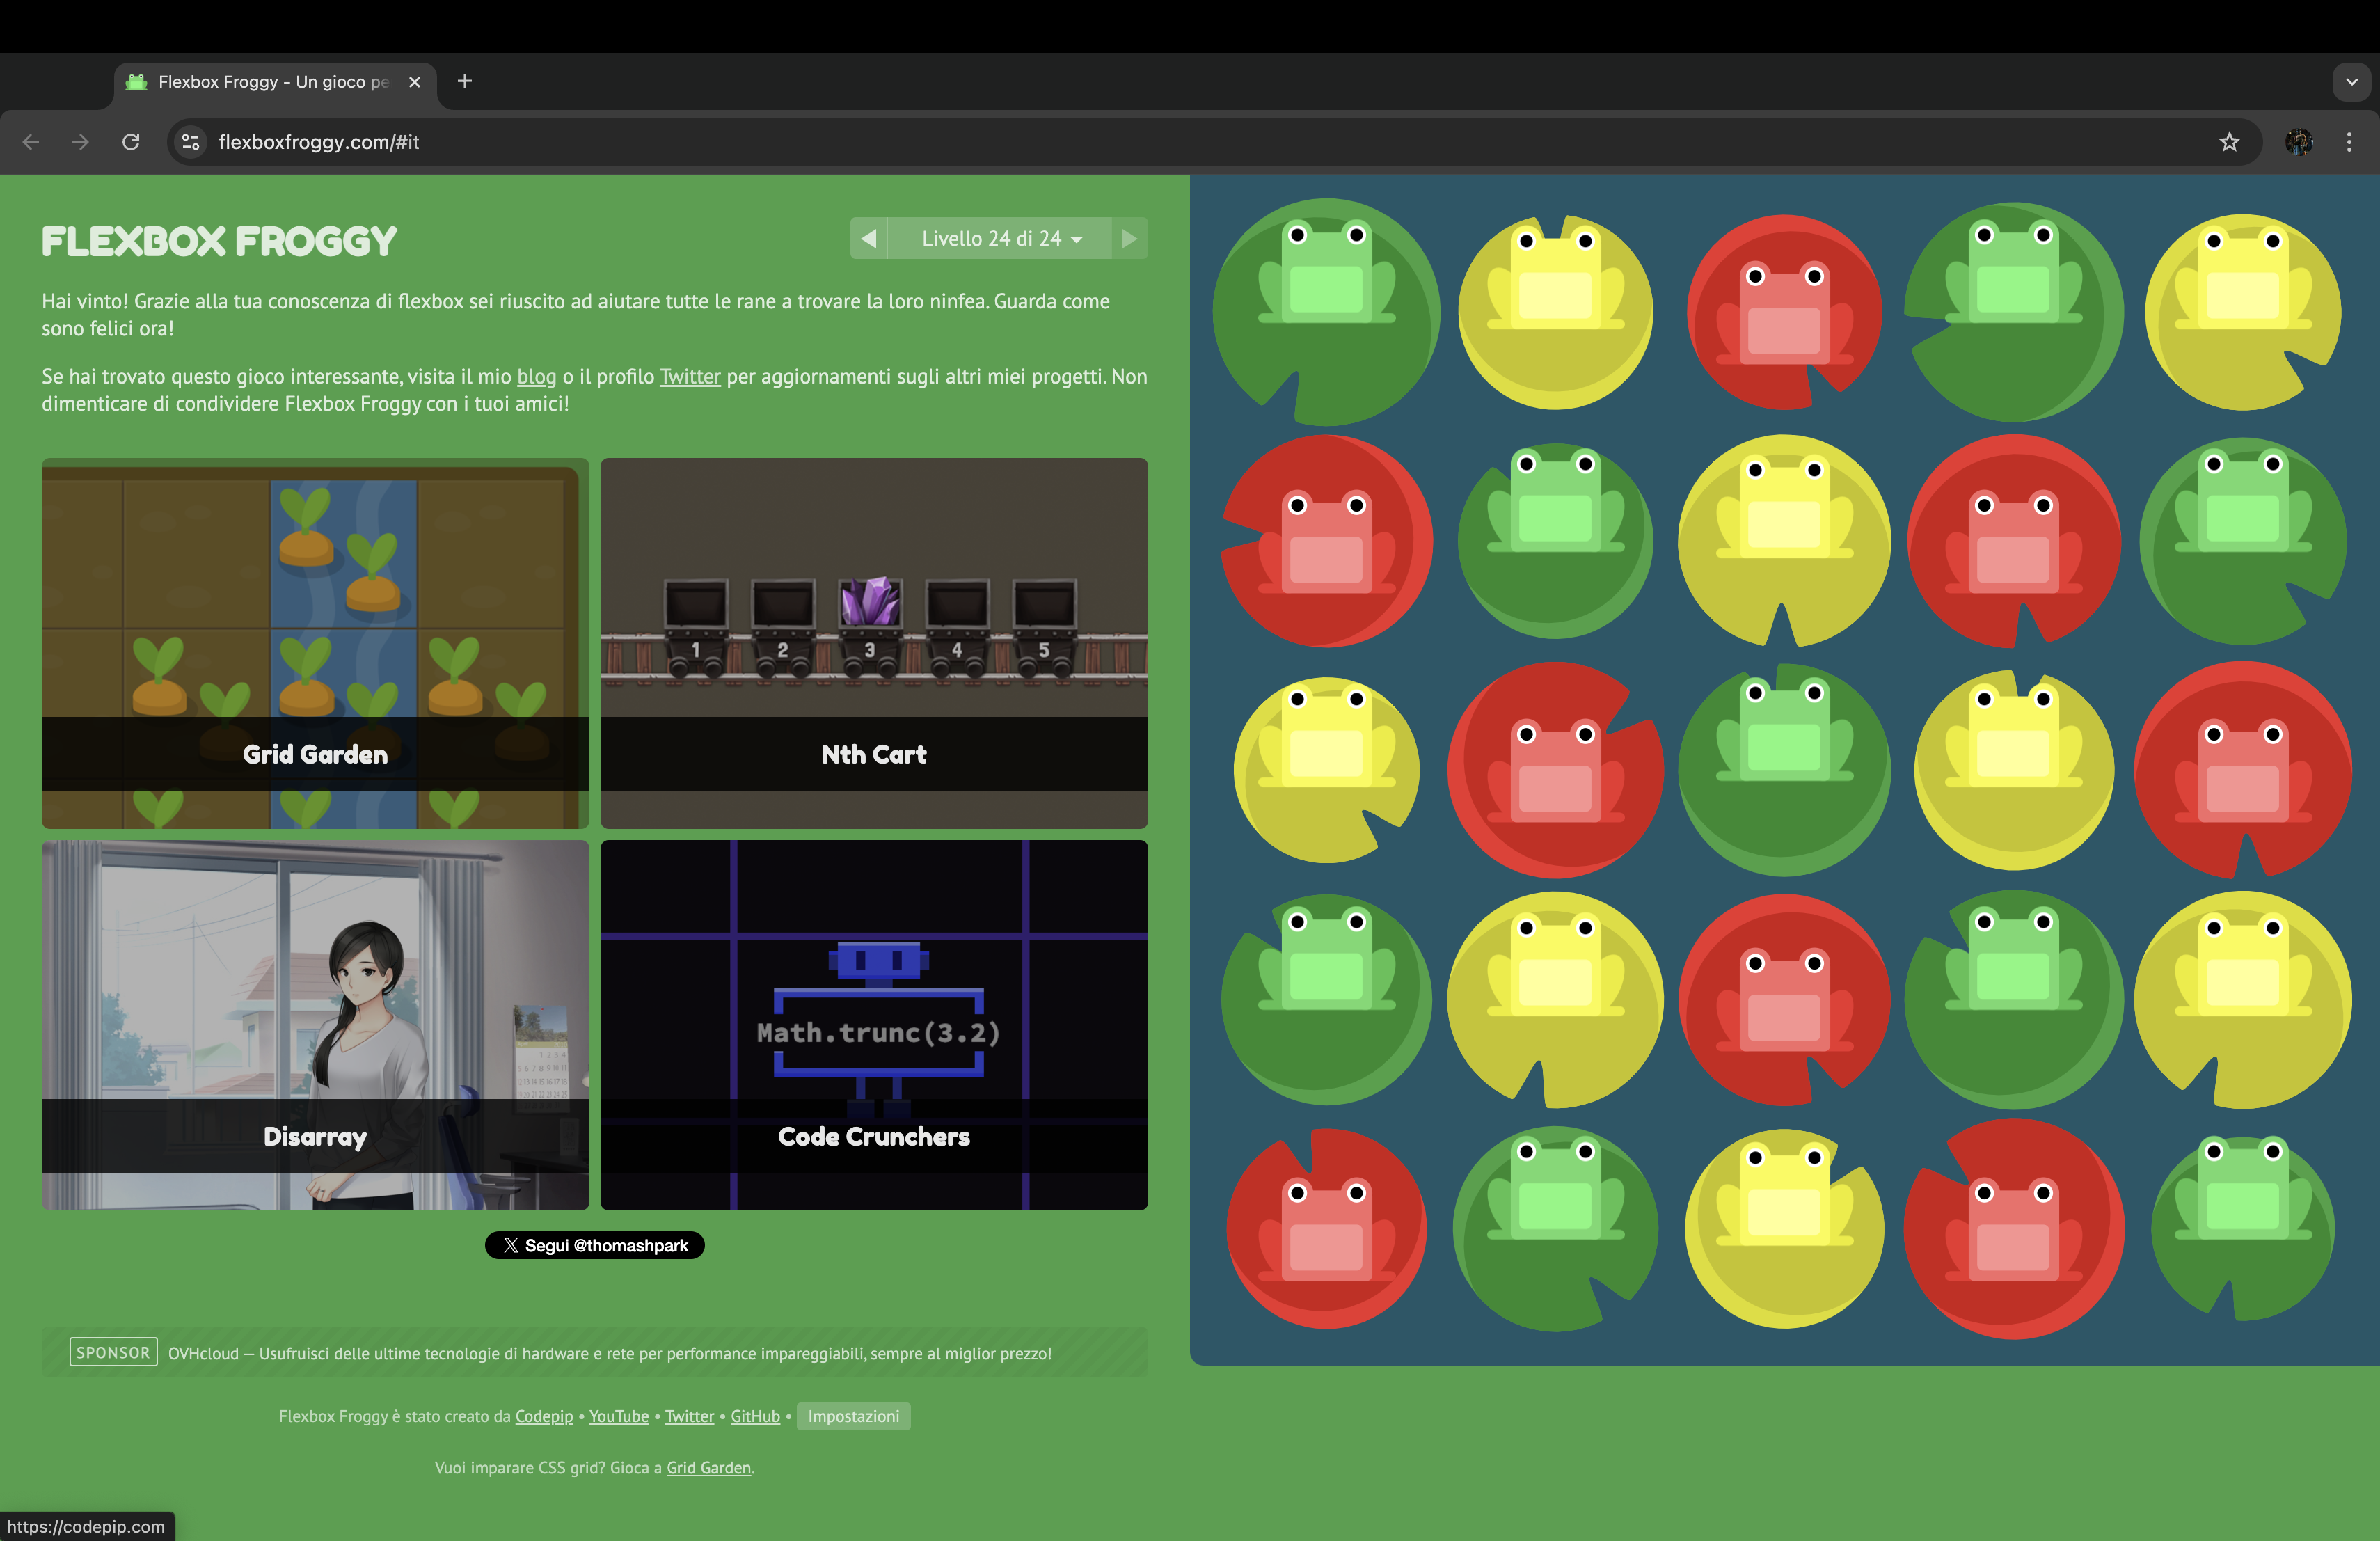 Flexbox Froggy - Un gioco pe
flexboxfroggy.com/#it
FLEXBOX FROGGY
Livello 24 di 24
Hai vinto! Grazie alla tua conoscenza di flexbox sei riuscito ad aiutare tutte le rane a trovare la loro ninfea. Guarda come
sono felici ora!
Se hai trovato questo gioco interessante, visita il mio blog o il profilo Twitter per aggiornamenti sugli altri miei progetti. Non
dimenticare di condividere Flexbox Froggy con i tuoi amici!
1 2 3 4 5
Grid Garden
Nth Cart
Math.trunc(3.2)
Disarray
Code Crunchers
Segui @thomashpark
SPONSOR OVHcloud — Usufruisci delle ultime tecnologie di hardware e rete per performance impareggiabili, sempre al miglior prezzo!
Flexbox Froggy è stato creato da Codepip • YouTube • Twitter • GitHub • Impostazioni
Vuoi imparare CSS grid? Gioca a Grid Garden.
https://codepip.com